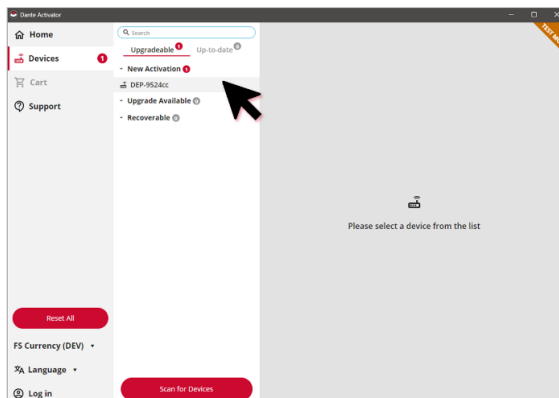 Dante Activator
TEST MO
Home
Devices 1
Cart
Support
Reset All
FS Currency (DEV)
Language
Log in
Search
Upgradeable 1 Up-to-date 0
New Activation 1
DEP-9524cc
Upgrade Available 0
Recoverable 0
Scan for Devices
Please select a device from the list